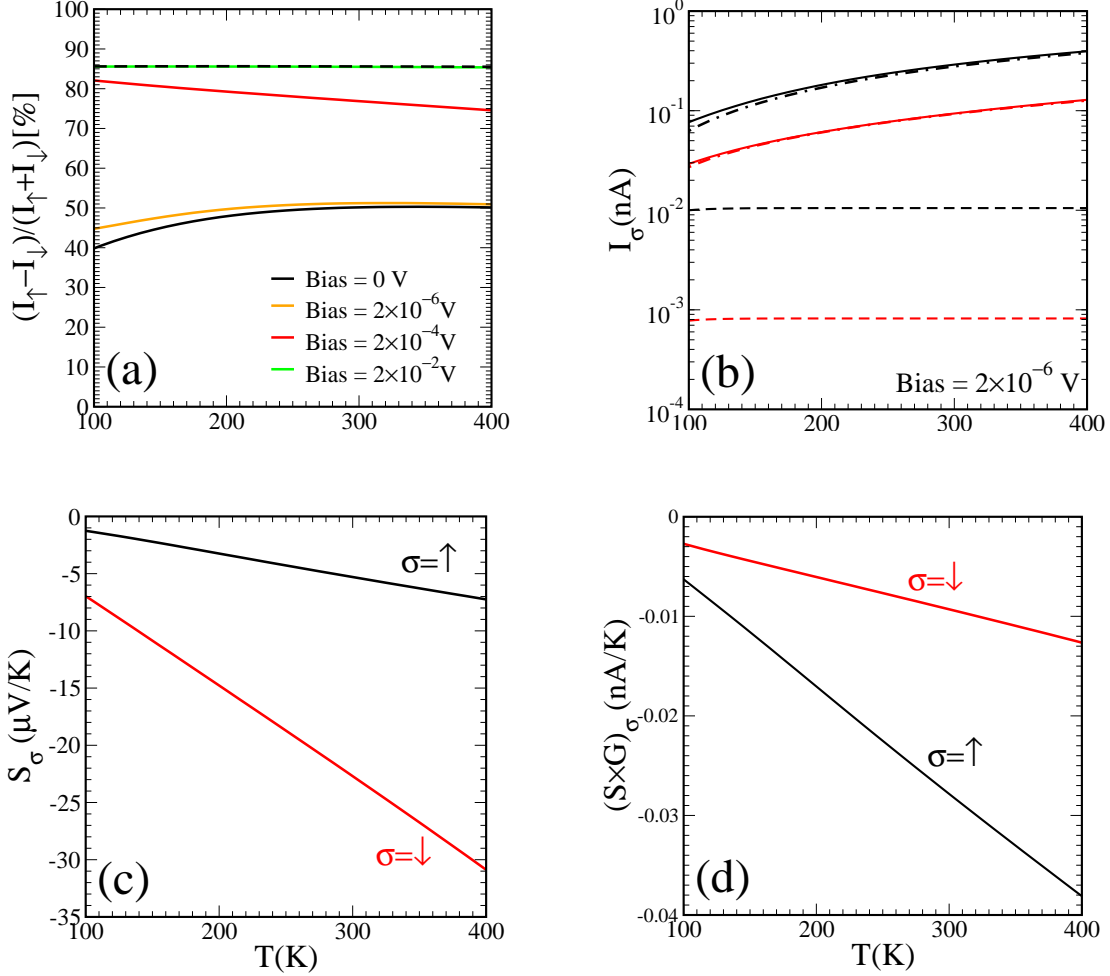 (I↑−I↓)/(I↑+I↓)[%]
100
90
80
70
60
50
40
30
20
10
0
100
200
300
400
Bias = 0 V
Bias = 2×10⁻⁶V
Bias = 2×10⁻⁴V
Bias = 2×10⁻²V
(a)
I_σ(nA)
10⁰
10⁻¹
10⁻²
10⁻³
10⁻⁴
100
200
300
400
(b)
Bias = 2×10⁻⁶ V
S_σ (μV/K)
0
-5
-10
-15
-20
-25
-30
-35
100
200
300
400
σ=↑
σ=↓
(c)
T(K)
(S×G)_σ (nA/K)
0
-0.01
-0.02
-0.03
-0.04
100
200
300
400
σ=↓
σ=↑
(d)
T(K)